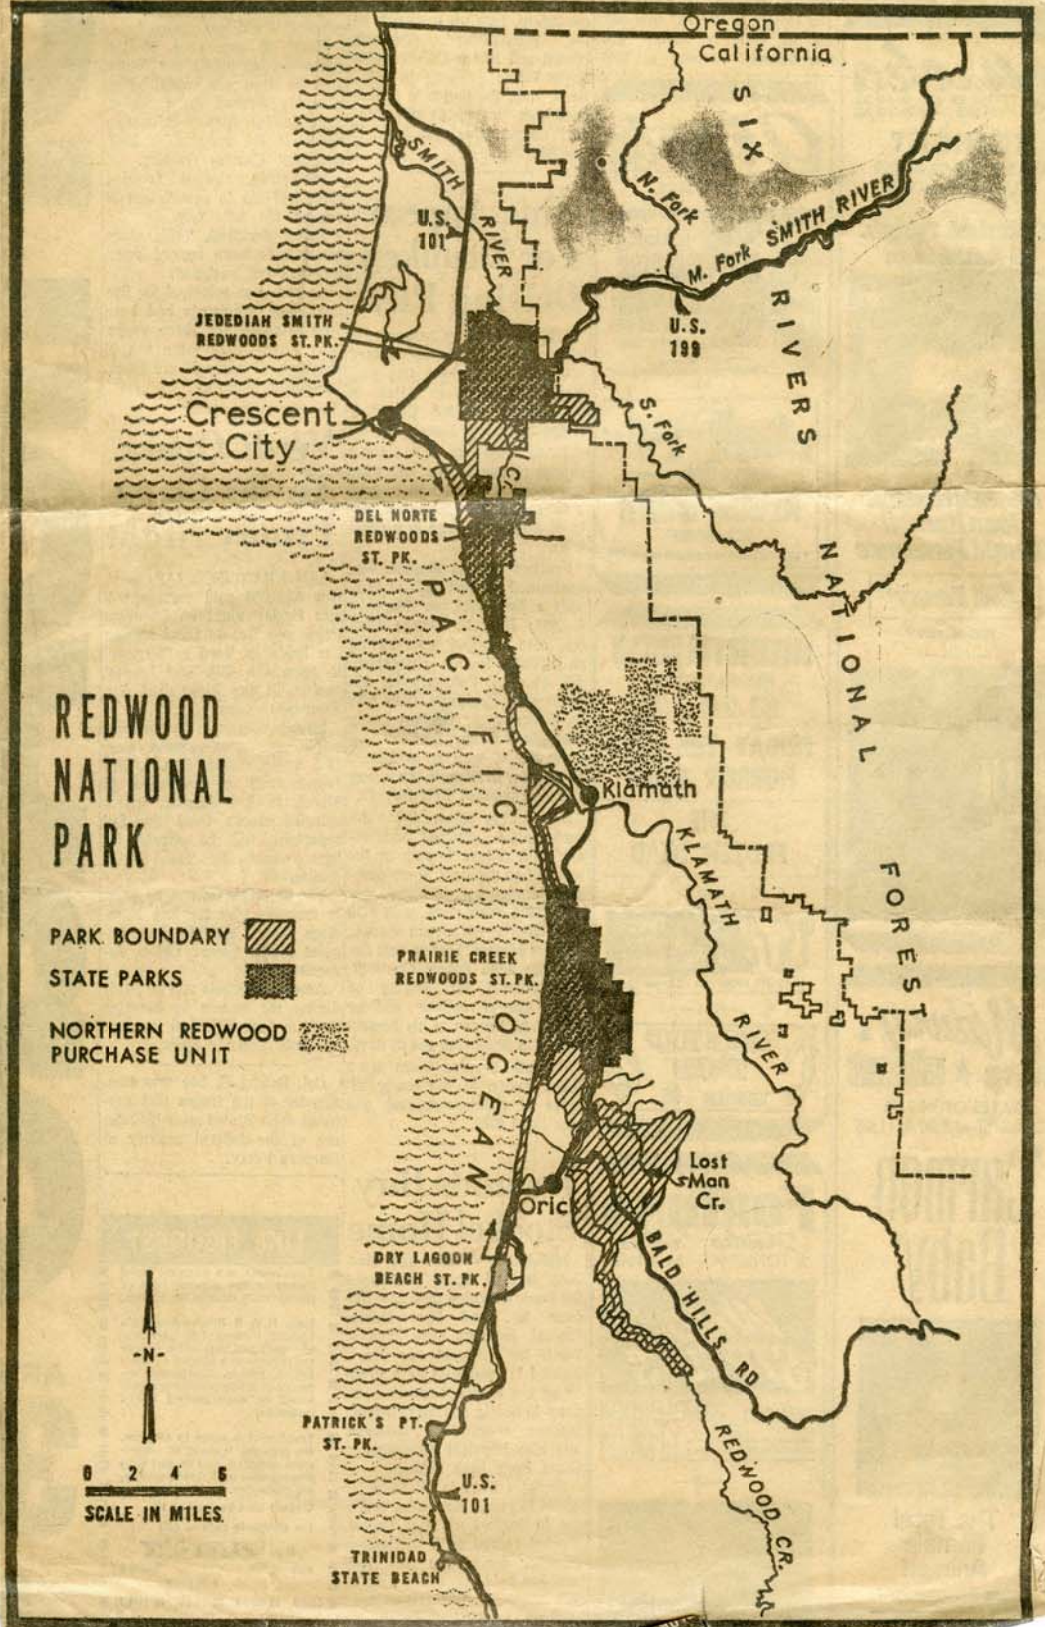 Oregon
California
SIX
RIVERS
NATIONAL
FOREST
SMITH
RIVER
U.S.
101
N. Fork
M. Fork SMITH RIVER
U.S.
199
S. Fork
JEDEDIAH SMITH
REDWOODS ST. PK.
Crescent
City
DEL NORTE
REDWOODS
ST. PK.
PACIFIC
OCEAN
REDWOOD
NATIONAL
PARK
Klamath
KLAMATH
RIVER
PARK BOUNDARY
STATE PARKS
NORTHERN REDWOOD
PURCHASE UNIT
PRAIRIE CREEK
REDWOODS ST. PK.
Lost
Man
Cr.
Oric
BALD HILLS RD
DRY LAGOON
BEACH ST. PK.
-N-
PATRICK'S PT.
ST. PK.
0 2 4 6
SCALE IN MILES
U.S.
101
REDWOOD CR.
TRINIDAD
STATE BEACH